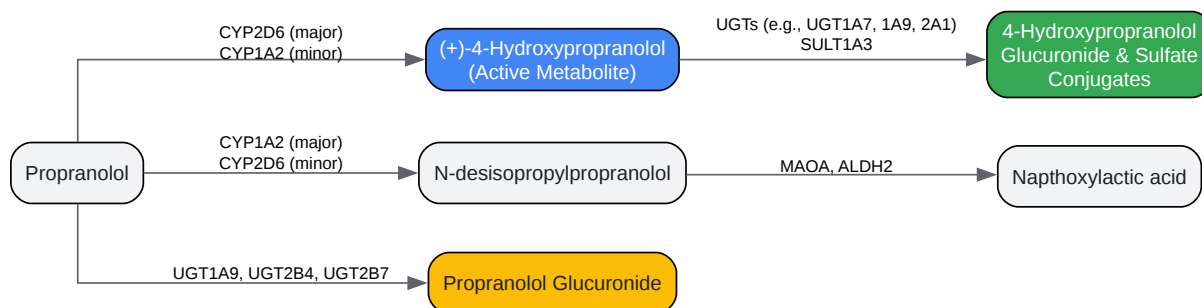 CYP2D6 (major)
CYP1A2 (minor)
(+)-4-Hydroxypropranolol
(Active Metabolite)
UGTs (e.g., UGT1A7, 1A9, 2A1)
SULT1A3
4-Hydroxypropranolol
Glucuronide & Sulfate
Conjugates
Propranolol
CYP1A2 (major)
CYP2D6 (minor)
N-desisopropylpropranolol
MAOA, ALDH2
Napthoxylactic acid
UGT1A9, UGT2B4, UGT2B7
Propranolol Glucuronide